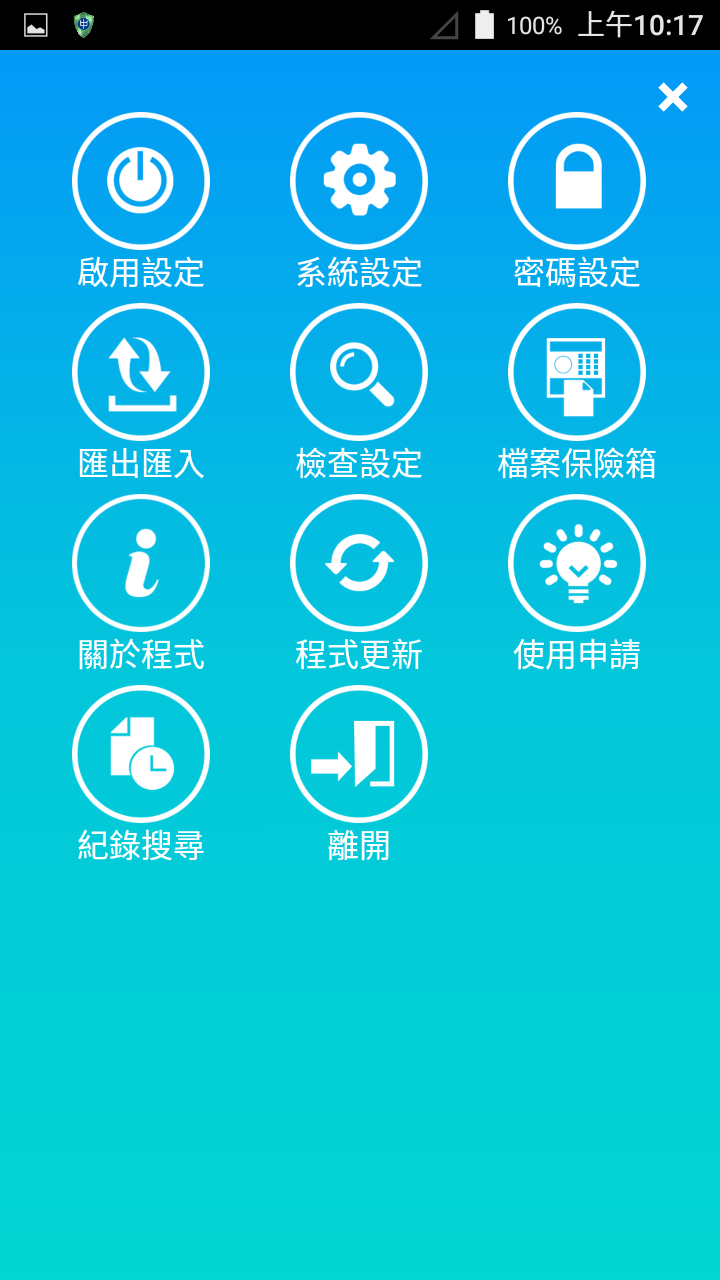 100% 上午10:17
啟用設定 系統設定 密碼設定
匯出匯入 檢查設定 檔案保險箱
關於程式 程式更新 使用申請
紀錄搜尋 離開